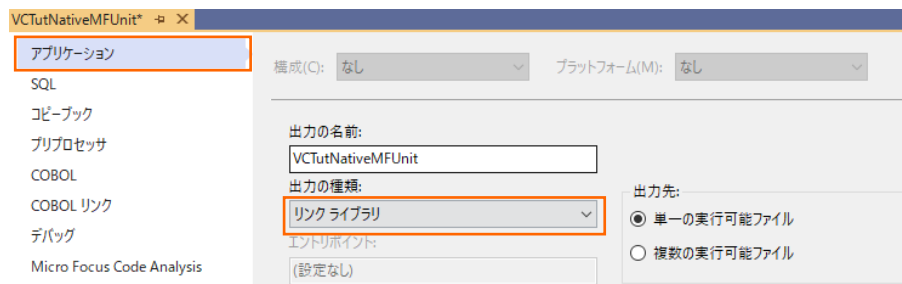 VCTutNativeMFUnit*
アプリケーション
SQL
コピーブック
プリプロセッサ
COBOL
COBOL リンク
デバッグ
Micro Focus Code Analysis
構成(C): なし プラットフォーム(M): なし
出力の名前:
VCTutNativeMFUnit
出力の種類:
リンク ライブラリ
エントリポイント:
(設定なし)
出力先:
単一の実行可能ファイル
複数の実行可能ファイル